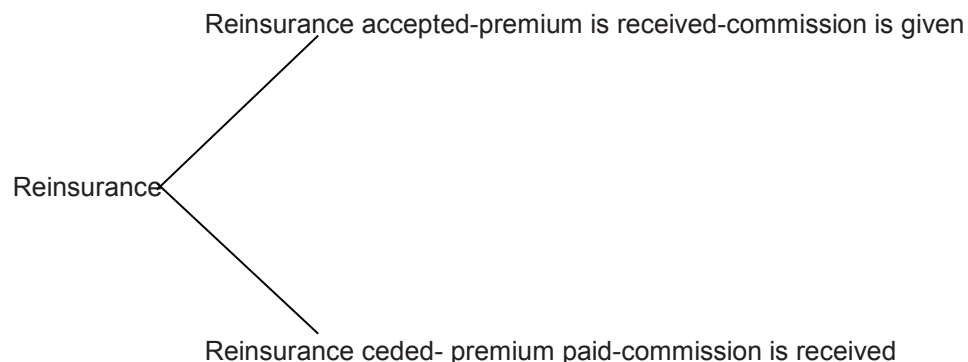 Reinsurance accepted-premium is received-commission is given
Reinsurance
Reinsurance ceded- premium paid-commission is received